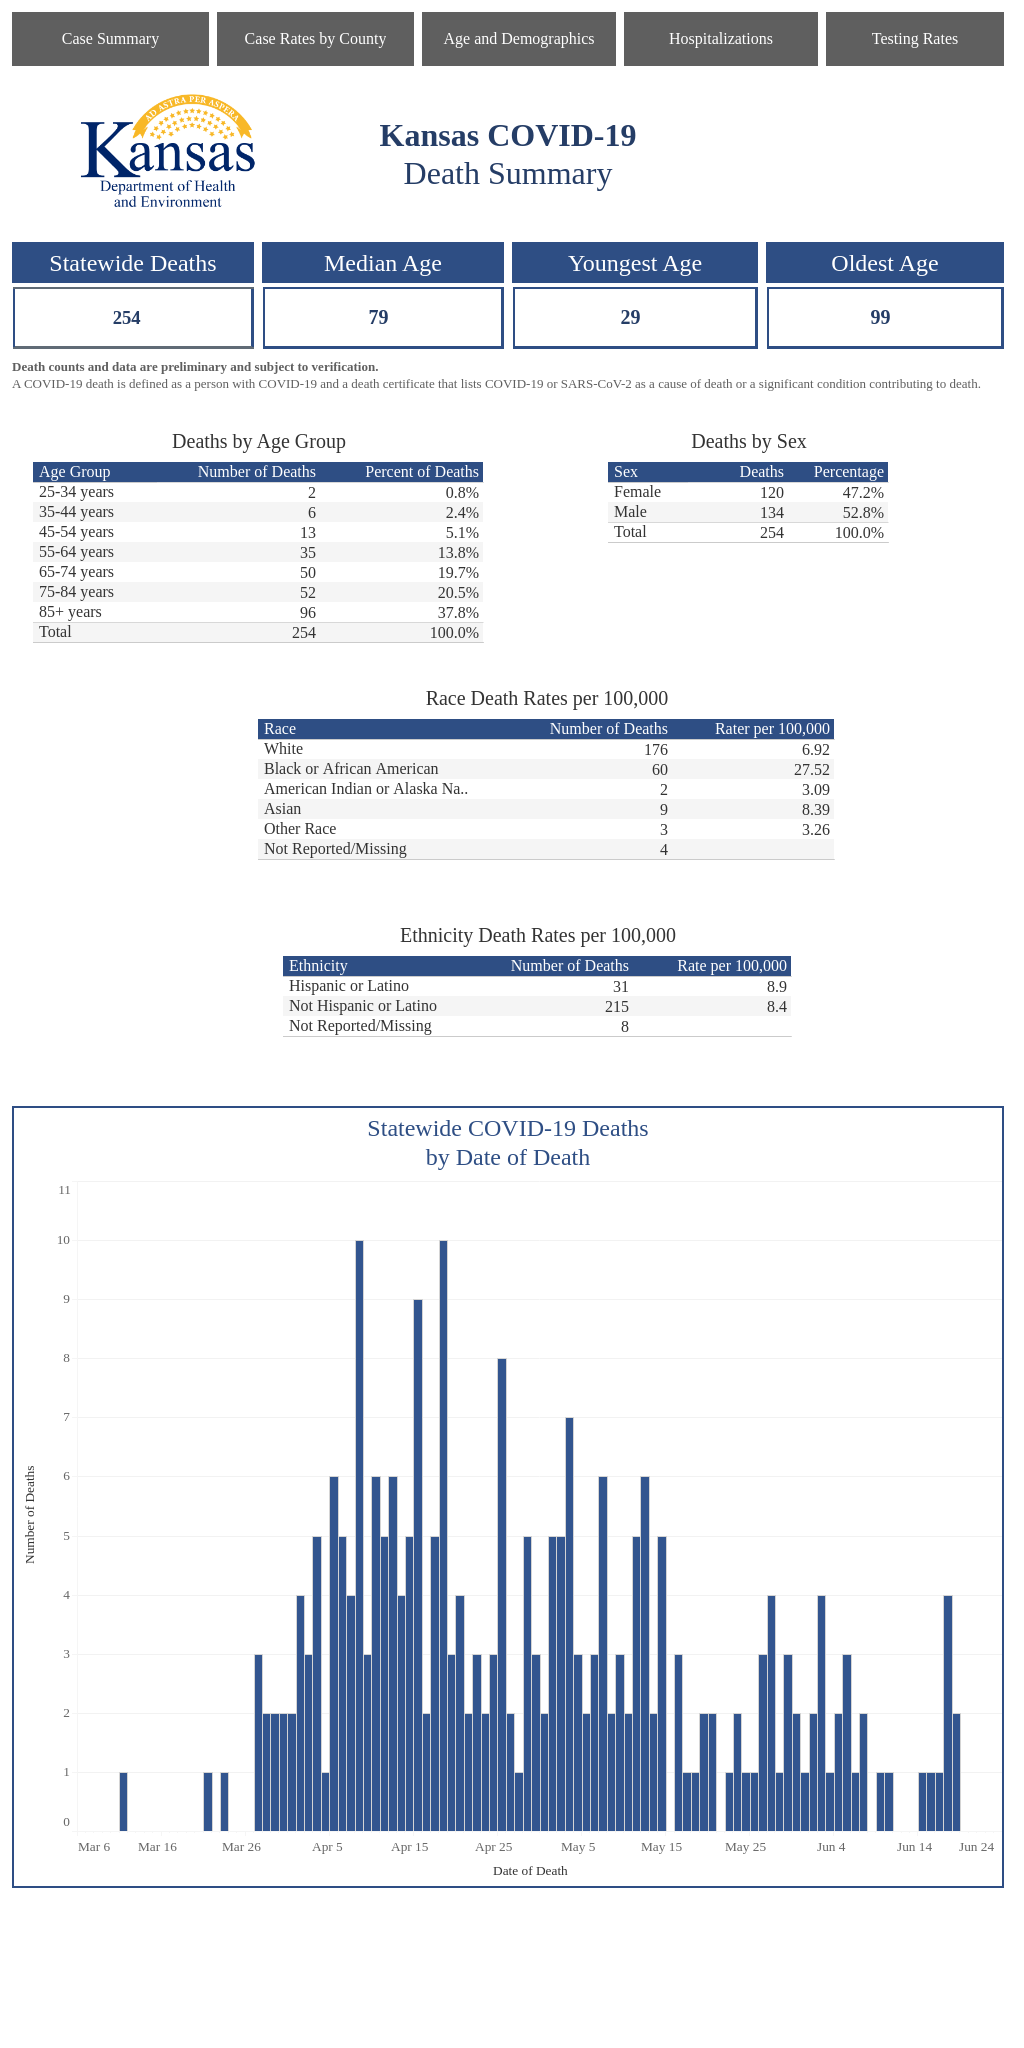 Case Summary Case Rates by County Age and Demographics Hospitalizations Testing Rates
AD ASTRA PER ASPERA
Kansas
Department of Health
and Environment
Kansas COVID-19
Death Summary
Statewide Deaths Median Age Youngest Age Oldest Age
254 79 29 99
Death counts and data are preliminary and subject to verification.
A COVID-19 death is defined as a person with COVID-19 and a death certificate that lists COVID-19 or SARS-CoV-2 as a cause of death or a significant condition contributing to death.
Deaths by Age Group
Age Group Number of Deaths Percent of Deaths
25-34 years 2 0.8%
35-44 years 6 2.4%
45-54 years 13 5.1%
55-64 years 35 13.8%
65-74 years 50 19.7%
75-84 years 52 20.5%
85+ years 96 37.8%
Total 254 100.0%
Deaths by Sex
Sex Deaths Percentage
Female 120 47.2%
Male 134 52.8%
Total 254 100.0%
Race Death Rates per 100,000
Race Number of Deaths Rater per 100,000
White 176 6.92
Black or African American 60 27.52
American Indian or Alaska Na.. 2 3.09
Asian 9 8.39
Other Race 3 3.26
Not Reported/Missing 4
Ethnicity Death Rates per 100,000
Ethnicity Number of Deaths Rate per 100,000
Hispanic or Latino 31 8.9
Not Hispanic or Latino 215 8.4
Not Reported/Missing 8
Statewide COVID-19 Deaths
by Date of Death
11
10
9
8
7
6
5
4
3
2
1
0
Number of Deaths
Mar 6 Mar 16 Mar 26 Apr 5 Apr 15 Apr 25 May 5 May 15 May 25 Jun 4 Jun 14 Jun 24
Date of Death